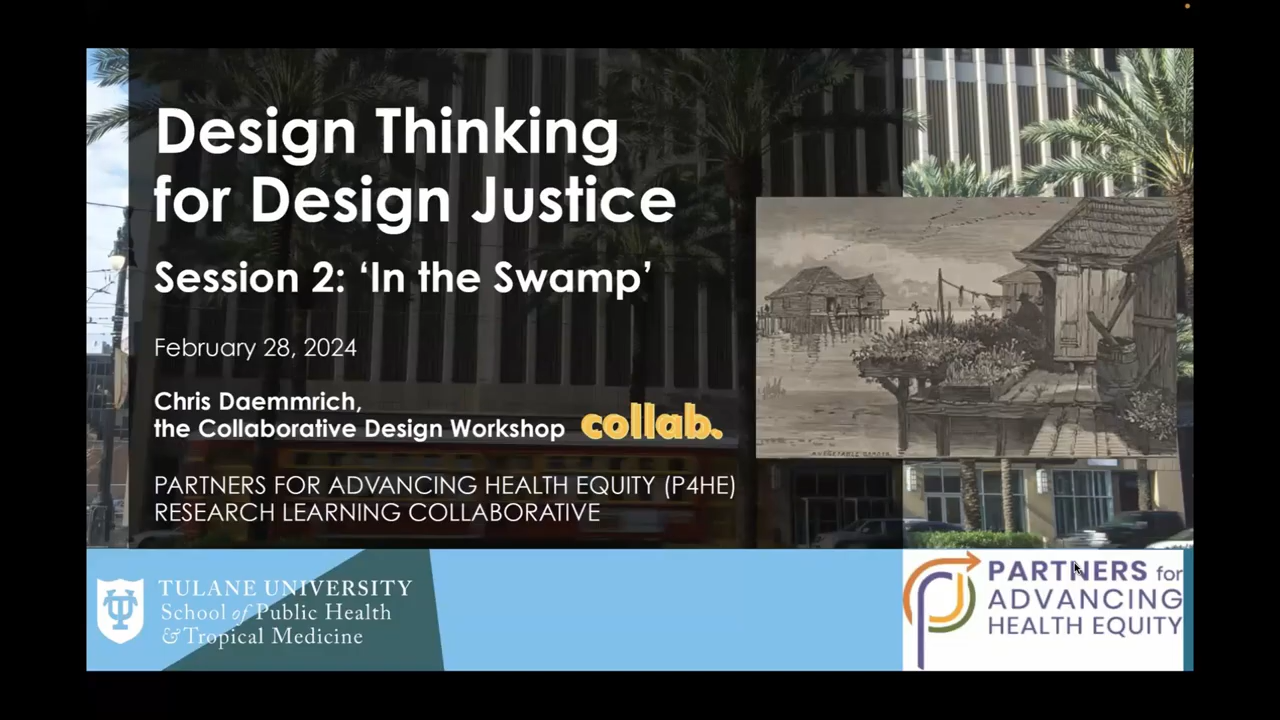 Design Thinking
for Design Justice
Session 2: ‘In the Swamp’
February 28, 2024
Chris Daemmrich,
the Collaborative Design Workshop collab.
PARTNERS FOR ADVANCING HEALTH EQUITY (P4HE)
RESEARCH LEARNING COLLABORATIVE
TULANE UNIVERSITY
School of Public Health
& Tropical Medicine
PARTNERS for
ADVANCING
HEALTH EQUITY